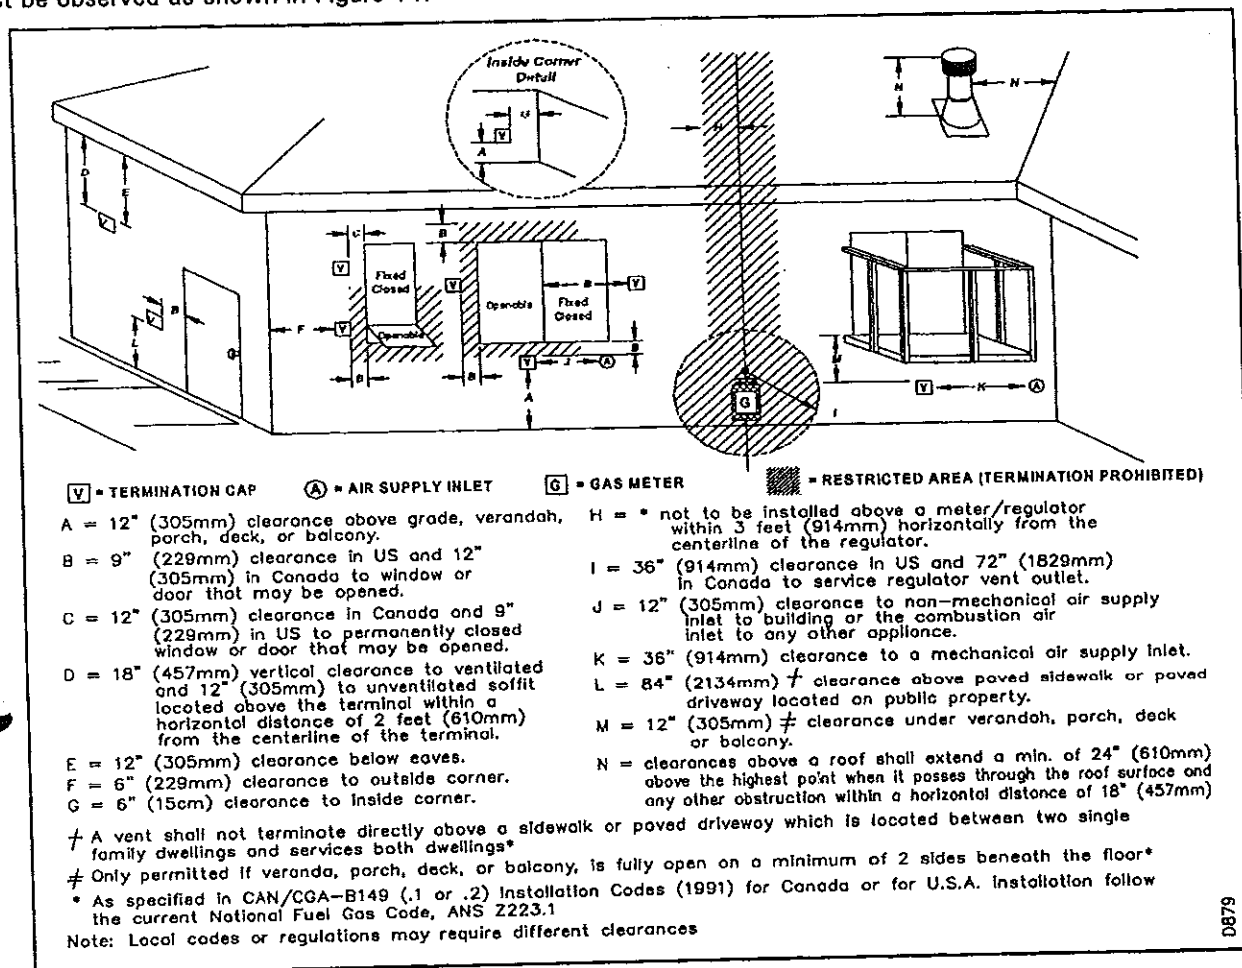 be observed as shown in Figure
Inside Corner
Detail
G
V
A
H
N
N
D
E
V
C
B
V
Fixed
Closed
Openable
V
Openable
Fixed
Closed
B
V
F
V
B
B
B
V
J
A
A
V
B
L
G
I
M
V
K
A
V = TERMINATION CAP
A = AIR SUPPLY INLET
G = GAS METER
= RESTRICTED AREA (TERMINATION PROHIBITED)
A = 12" (305mm) clearance above grade, verandah,
porch, deck, or balcony.
B = 9" (229mm) clearance in US and 12"
(305mm) in Canada to window or
door that may be opened.
C = 12" (305mm) clearance in Canada and 9"
(229mm) in US to permanently closed
window or door that may be opened.
D = 18" (457mm) vertical clearance to ventilated
and 12" (305mm) to unventilated soffit
located above the terminal within a
horizontal distance of 2 feet (610mm)
from the centerline of the terminal.
E = 12" (305mm) clearance below eaves.
F = 6" (229mm) clearance to outside corner.
G = 6" (15cm) clearance to inside corner.
H = * not to be installed above a meter/regulator
within 3 feet (914mm) horizontally from the
centerline of the regulator.
I = 36" (914mm) clearance in US and 72" (1829mm)
in Canada to service regulator vent outlet.
J = 12" (305mm) clearance to non-mechanical air supply
inlet to building or the combustion air
inlet to any other appliance.
K = 36" (914mm) clearance to a mechanical air supply inlet.
L = 84" (2134mm) † clearance above paved sidewalk or paved
driveway located on public property.
M = 12" (305mm) ≠ clearance under verandah, porch, deck
or balcony.
N = clearances above a roof shall extend a min. of 24" (610mm)
above the highest point when it passes through the roof surface and
any other obstruction within a horizontal distance of 18" (457mm)
† A vent shall not terminate directly above a sidewalk or paved driveway which is located between two single
family dwellings and services both dwellings*
≠ Only permitted if veranda, porch, deck, or balcony, is fully open on a minimum of 2 sides beneath the floor*
* As specified in CAN/CGA-B149 (.1 or .2) Installation Codes (1991) for Canada or for U.S.A. installation follow
the current National Fuel Gas Code, ANS Z223.1
Note: Local codes or regulations may require different clearances
D879